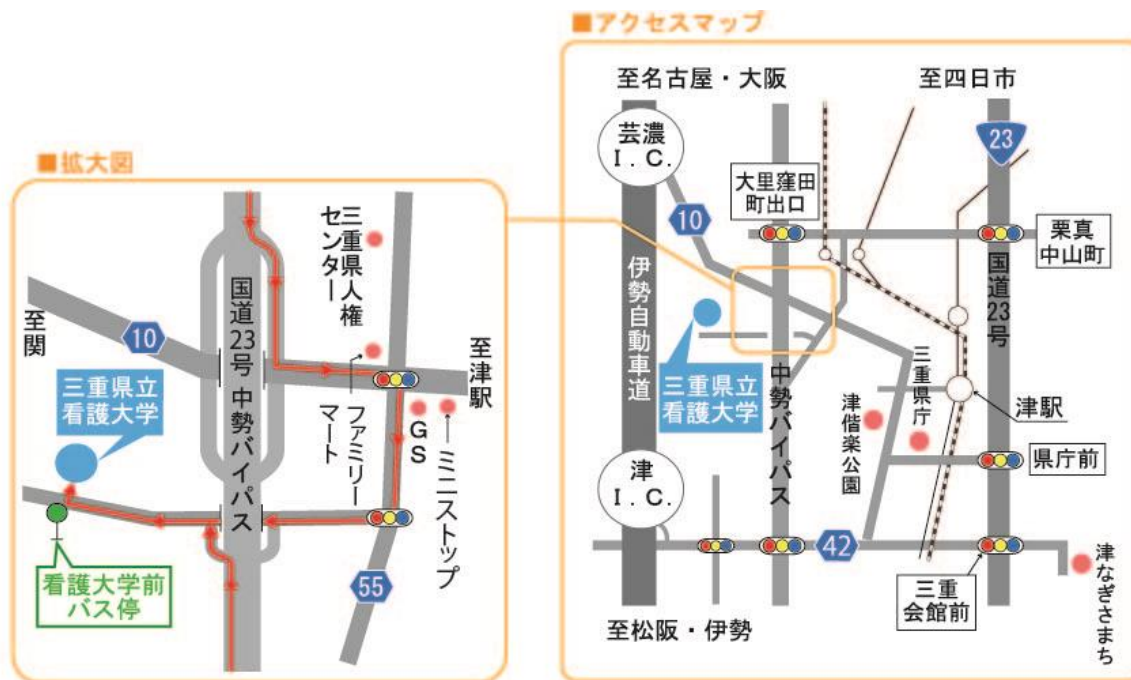 ■アクセスマップ
至名古屋・大阪
至四日市
芸濃
I.C.
23
大里窪田
町出口
10
栗真
中山町
伊勢自動車道
国道23号
三重県立
看護大学
中勢バイパス
三重県庁
津偕楽公園
津駅
県庁前
津
I.C.
42
三重
会館前
津なぎさまち
至松阪・伊勢
■拡大図
三重県人権
センター
国道23号 中勢バイパス
至関
10
至津駅
三重県立
看護大学
ファミリー
マート
GS
ミニストップ
55
看護大学前
バス停